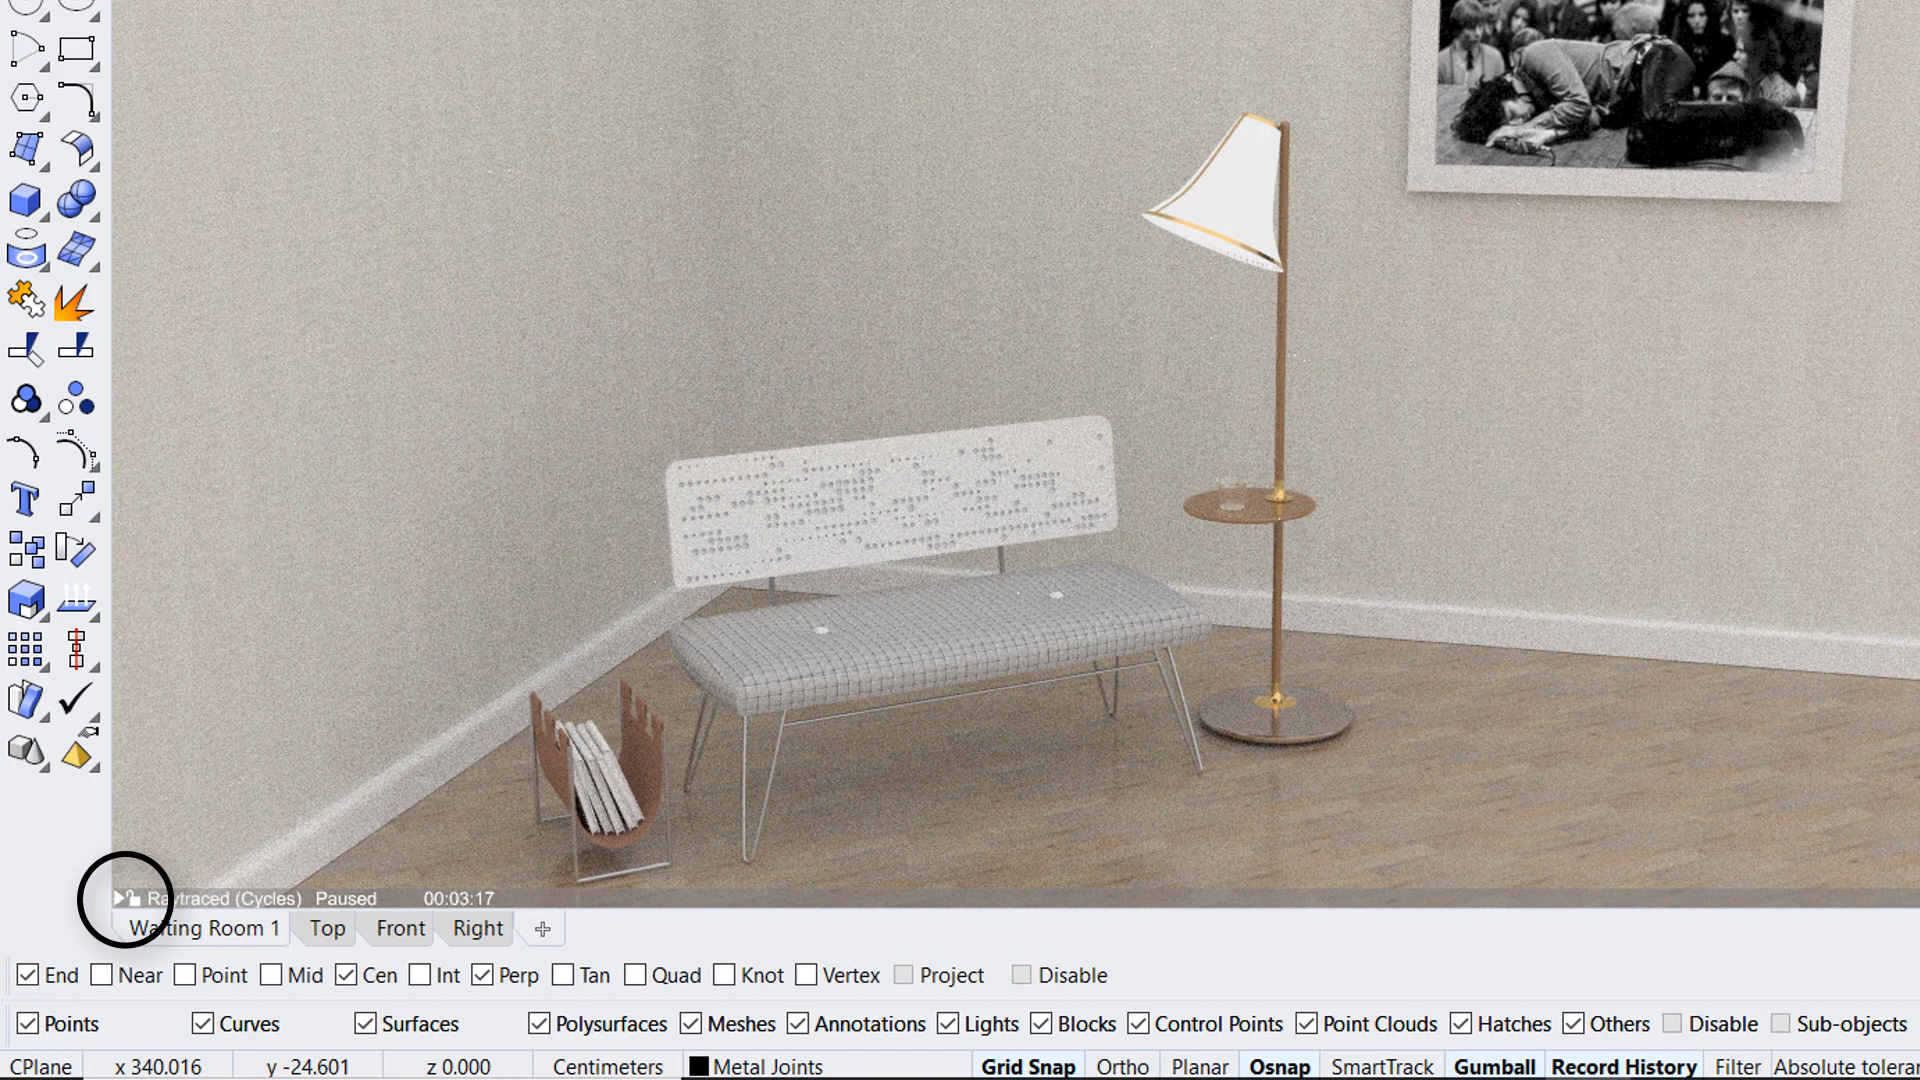 Raytraced (Cycles) Paused 00:03:17
Waiting Room 1 Top Front Right
End Near Point Mid Cen Int Perp Tan Quad Knot Vertex Project Disable
Points Curves Surfaces Polysurfaces Meshes Annotations Lights Blocks Control Points Point Clouds Hatches Others Disable Sub-objects
CPlane x 340.016 y -24.601 z 0.000 Centimeters Metal Joints Grid Snap Ortho Planar Osnap SmartTrack Gumball Record History Filter Absolute toleran